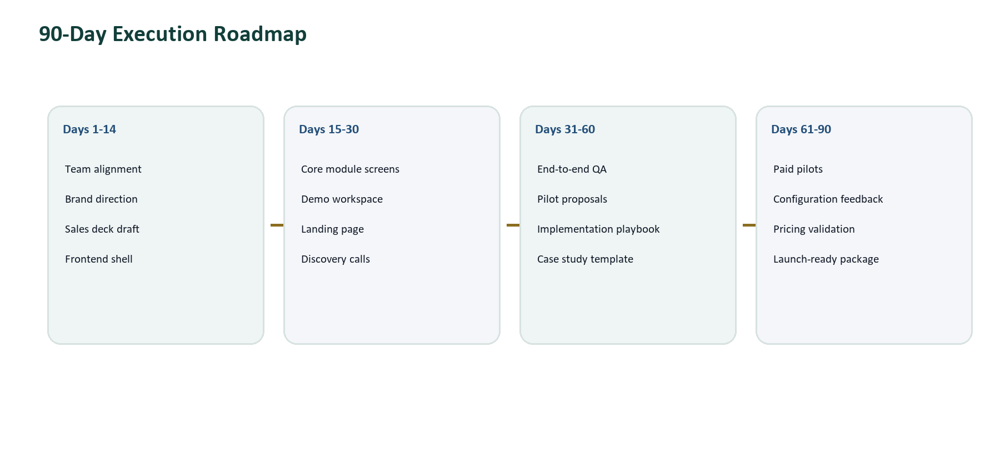 90-Day Execution Roadmap
Days 1-14
Team alignment
Brand direction
Sales deck draft
Frontend shell
Days 15-30
Core module screens
Demo workspace
Landing page
Discovery calls
Days 31-60
End-to-end QA
Pilot proposals
Implementation playbook
Case study template
Days 61-90
Paid pilots
Configuration feedback
Pricing validation
Launch-ready package